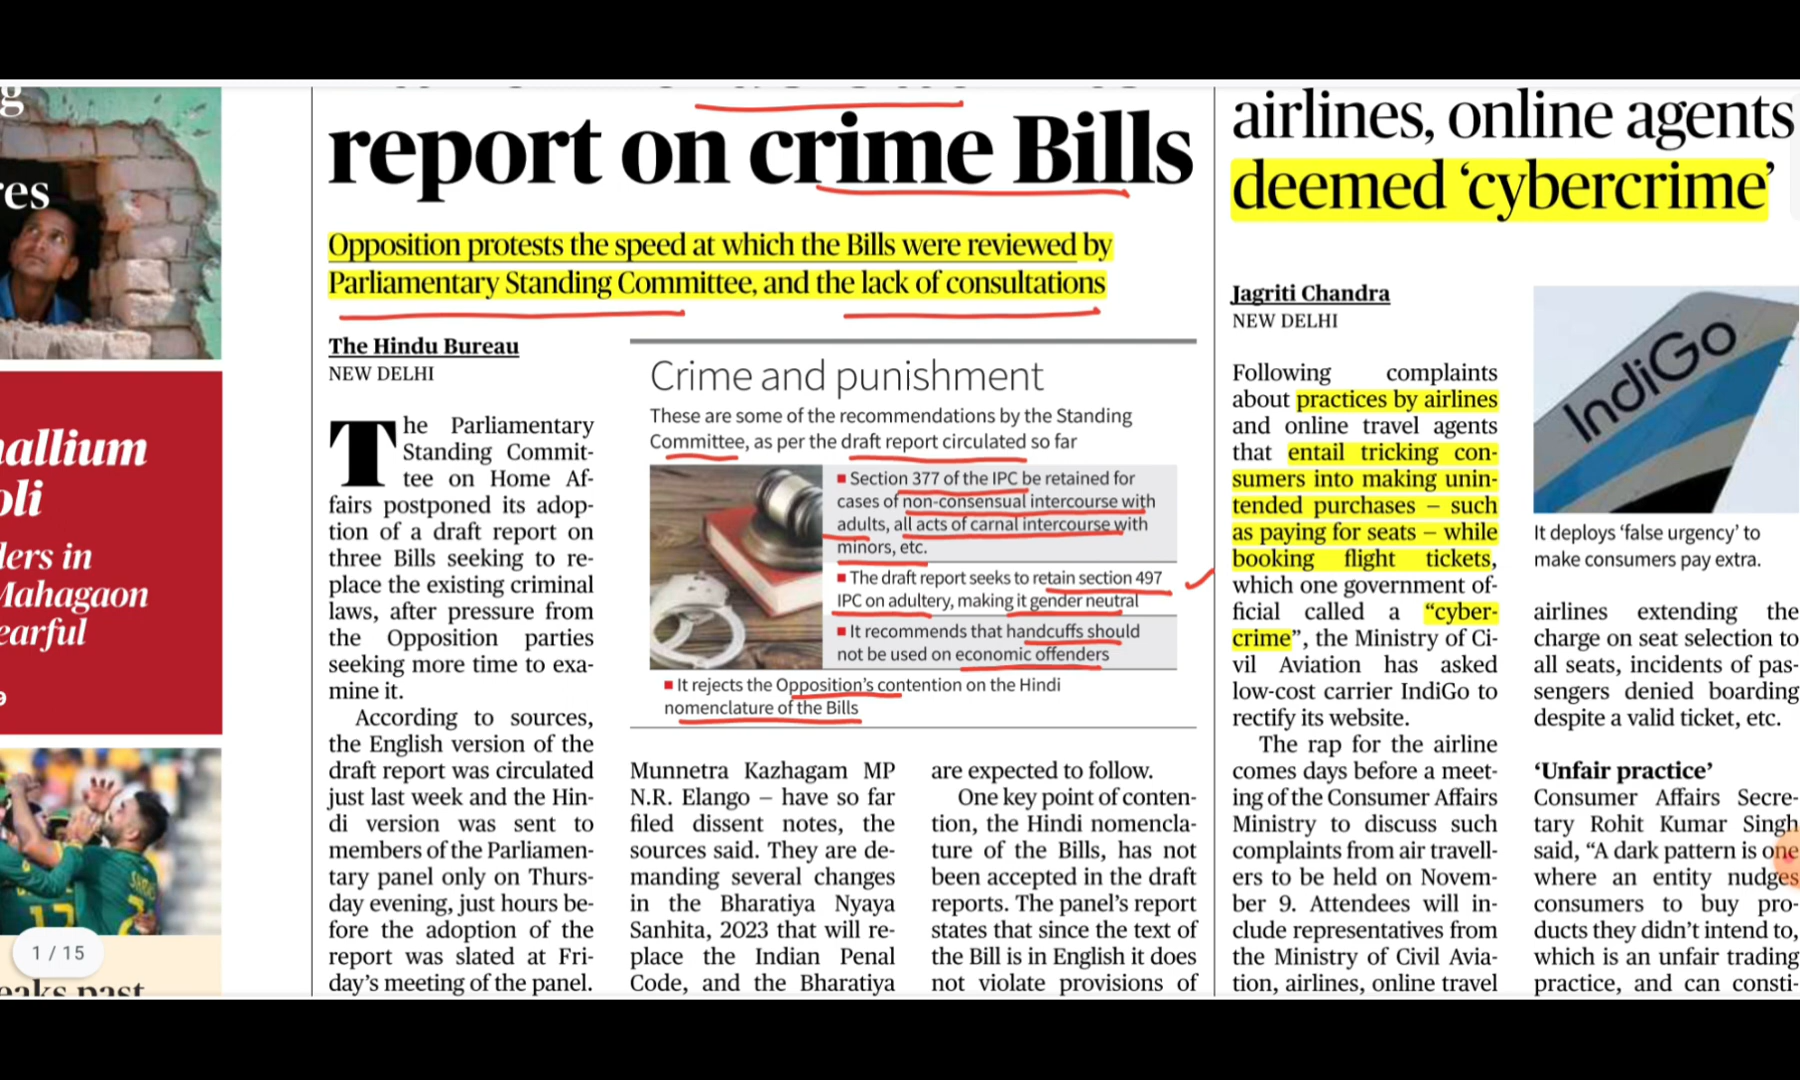 g
res
nallium
oli
ders in
Mahagaon
earful
1 / 15
eaks past
report on crime Bills
Opposition protests the speed at which the Bills were reviewed by
Parliamentary Standing Committee, and the lack of consultations
The Hindu Bureau
NEW DELHI
The Parliamentary
Standing Commit-
tee on Home Af-
fairs postponed its adop-
tion of a draft report on
three Bills seeking to re-
place the existing criminal
laws, after pressure from
the Opposition parties
seeking more time to exa-
mine it.
According to sources,
the English version of the
draft report was circulated
just last week and the Hin-
di version was sent to
members of the Parliamen-
tary panel only on Thurs-
day evening, just hours be-
fore the adoption of the
report was slated at Fri-
day's meeting of the panel.
Crime and punishment
These are some of the recommendations by the Standing
Committee, as per the draft report circulated so far
■ Section 377 of the IPC be retained for
cases of non-consensual intercourse with
adults, all acts of carnal intercourse with
minors, etc.
■ The draft report seeks to retain section 497
IPC on adultery, making it gender neutral
■ It recommends that handcuffs should
not be used on economic offenders
■ It rejects the Opposition's contention on the Hindi
nomenclature of the Bills
Munnetra Kazhagam MP
N.R. Elango – have so far
filed dissent notes, the
sources said. They are de-
manding several changes
in the Bharatiya Nyaya
Sanhita, 2023 that will re-
place the Indian Penal
Code, and the Bharatiya
are expected to follow.
One key point of conten-
tion, the Hindi nomencla-
ture of the Bills, has not
been accepted in the draft
reports. The panel's report
states that since the text of
the Bill is in English it does
not violate provisions of
airlines, online agents
deemed ‘cybercrime’
Jagriti Chandra
NEW DELHI
Following complaints
about practices by airlines
and online travel agents
that entail tricking con-
sumers into making unin-
tended purchases – such
as paying for seats – while
booking flight tickets,
which one government of-
ficial called a “cyber-
crime”, the Ministry of Ci-
vil Aviation has asked
low-cost carrier IndiGo to
rectify its website.
The rap for the airline
comes days before a meet-
ing of the Consumer Affairs
Ministry to discuss such
complaints from air travell-
ers to be held on Novem-
ber 9. Attendees will in-
clude representatives from
the Ministry of Civil Avia-
tion, airlines, online travel
IndiGo
It deploys ‘false urgency’ to
make consumers pay extra.
airlines extending the
charge on seat selection to
all seats, incidents of pas-
sengers denied boarding
despite a valid ticket, etc.
‘Unfair practice’
Consumer Affairs Secre-
tary Rohit Kumar Singh
said, “A dark pattern is one
where an entity nudges
consumers to buy pro-
ducts they didn't intend to,
which is an unfair trading
practice, and can consti-